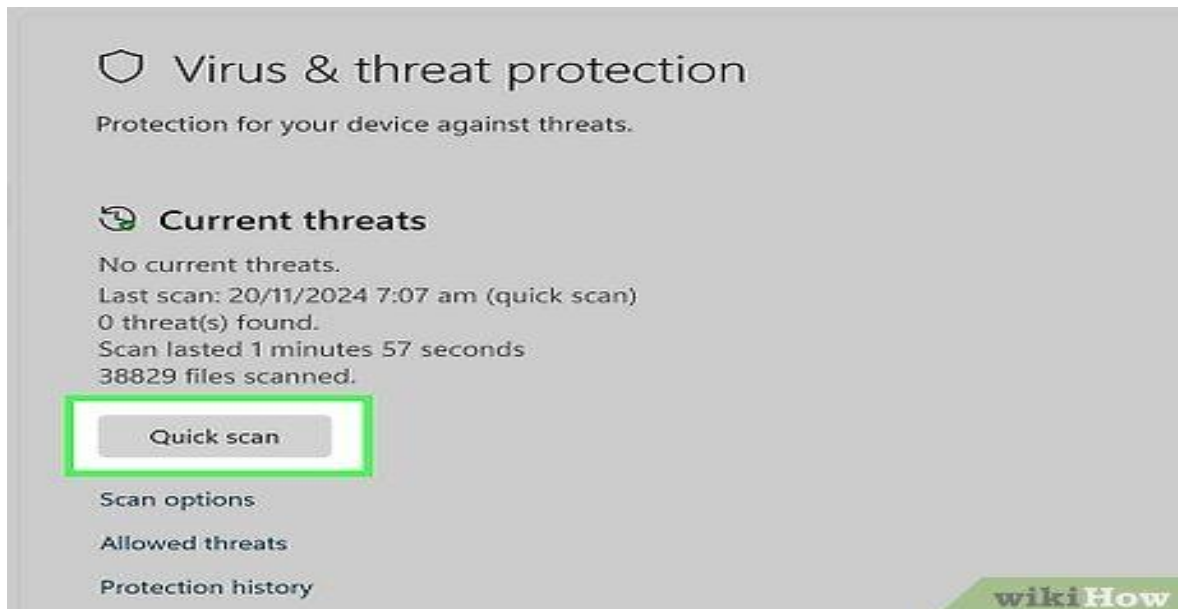 Virus & threat protection
Protection for your device against threats.
Current threats
No current threats.
Last scan: 20/11/2024 7:07 am (quick scan)
0 threat(s) found.
Scan lasted 1 minutes 57 seconds
38829 files scanned.
Quick scan
Scan options
Allowed threats
Protection history
wikiHow